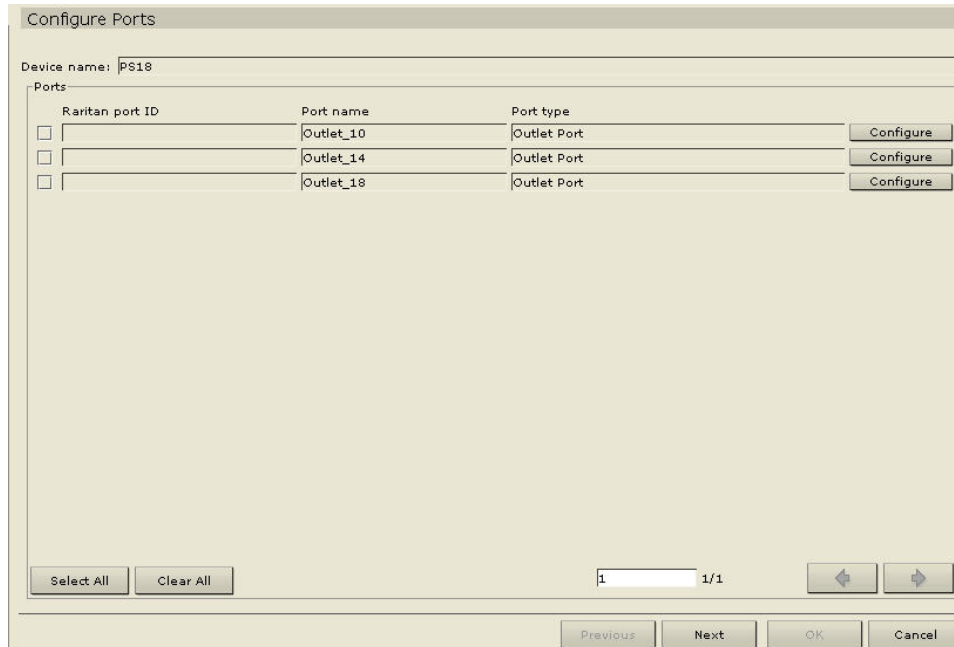 Configure Ports
Device name: PS18
Ports
Raritan port ID Port name Port type
Outlet_10 Outlet Port Configure
Outlet_14 Outlet Port Configure
Outlet_18 Outlet Port Configure
Select All Clear All 1 1/1
Previous Next OK Cancel